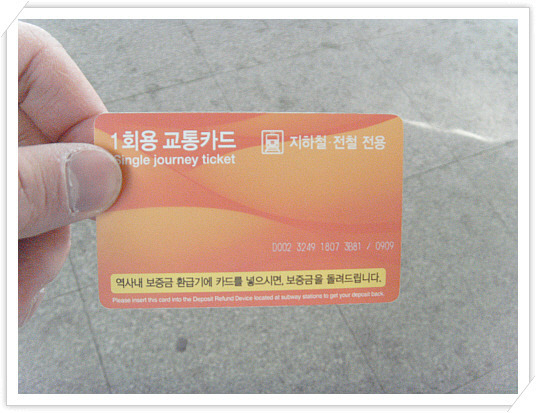 1회용 교통카드
Single journey ticket
지하철·전철 전용
D002 3249 1807 3881 / 0909
역사내 보증금 환급기에 카드를 넣으시면, 보증금을 돌려드립니다.
Please insert this card into the Deposit Refund Device located at subway stations to get your deposit back.